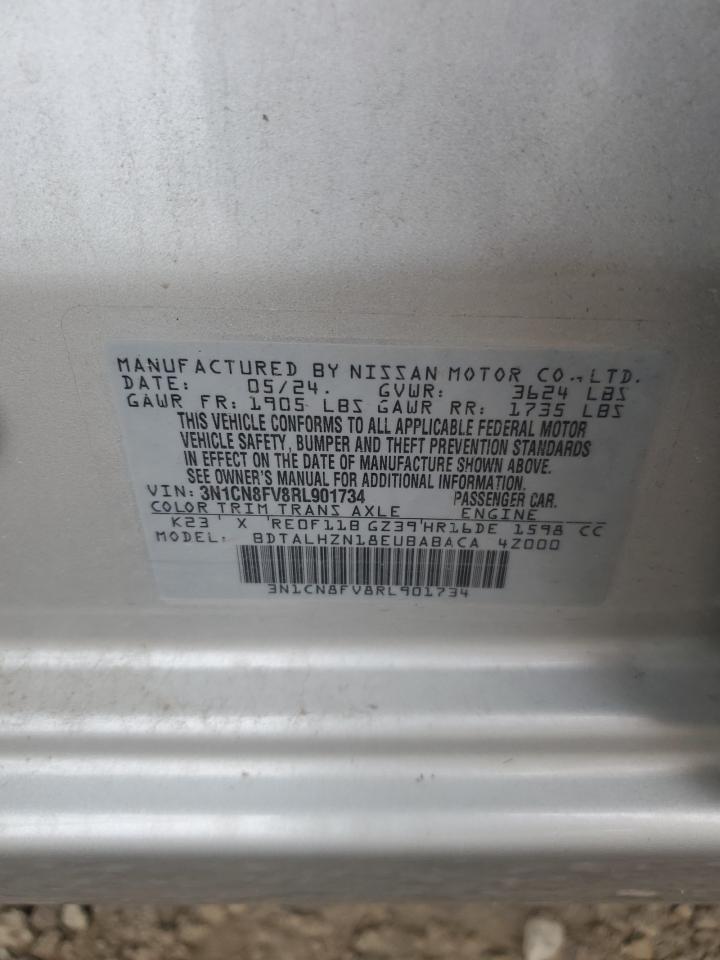 MANUFACTURED BY NISSAN MOTOR CO.,LTD.
DATE: 05/24. GVWR: 3624 LBS
GAWR FR: 1905 LBS GAWR RR: 1735 LBS
THIS VEHICLE CONFORMS TO ALL APPLICABLE FEDERAL MOTOR
VEHICLE SAFETY, BUMPER AND THEFT PREVENTION STANDARDS
IN EFFECT ON THE DATE OF MANUFACTURE SHOWN ABOVE.
SEE OWNER'S MANUAL FOR ADDITIONAL INFORMATION.
VIN: 3N1CN8FV8RL901734 PASSENGER CAR.
COLOR TRIM TRANS AXLE ENGINE
K23 X RE0F11B GZ39 HR16DE 1598 CC
MODEL: BDTALHZN18EUBABACA 4Z000
3N1CN8FV8RL901734